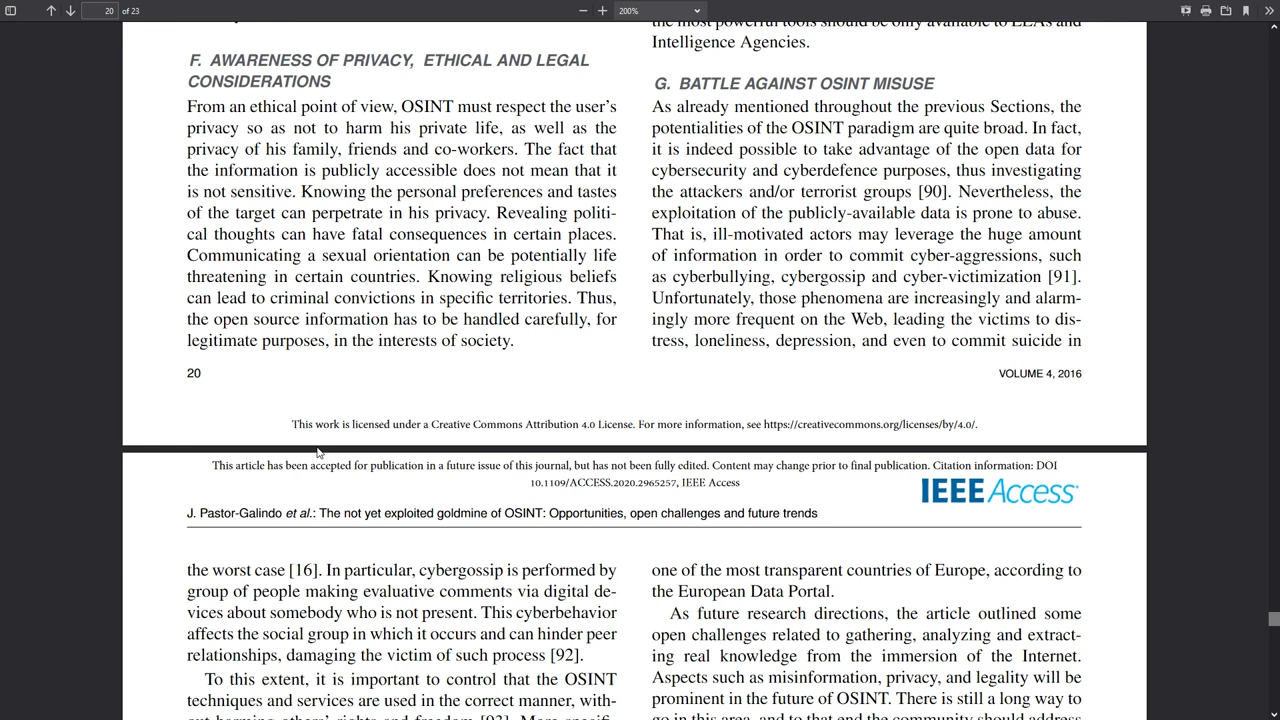 20 of 23
200%
F. AWARENESS OF PRIVACY, ETHICAL AND LEGAL
CONSIDERATIONS
From an ethical point of view, OSINT must respect the user's
privacy so as not to harm his private life, as well as the
privacy of his family, friends and co-workers. The fact that
the information is publicly accessible does not mean that it
is not sensitive. Knowing the personal preferences and tastes
of the target can perpetrate in his privacy. Revealing politi-
cal thoughts can have fatal consequences in certain places.
Communicating a sexual orientation can be potentially life
threatening in certain countries. Knowing religious beliefs
can lead to criminal convictions in specific territories. Thus,
the open source information has to be handled carefully, for
legitimate purposes, in the interests of society.
the most powerful tools should be only available to LEAs and
Intelligence Agencies.
G. BATTLE AGAINST OSINT MISUSE
As already mentioned throughout the previous Sections, the
potentialities of the OSINT paradigm are quite broad. In fact,
it is indeed possible to take advantage of the open data for
cybersecurity and cyberdefence purposes, thus investigating
the attackers and/or terrorist groups [90]. Nevertheless, the
exploitation of the publicly-available data is prone to abuse.
That is, ill-motivated actors may leverage the huge amount
of information in order to commit cyber-aggressions, such
as cyberbullying, cybergossip and cyber-victimization [91].
Unfortunately, those phenomena are increasingly and alarm-
ingly more frequent on the Web, leading the victims to dis-
tress, loneliness, depression, and even to commit suicide in
20
VOLUME 4, 2016
This work is licensed under a Creative Commons Attribution 4.0 License. For more information, see https://creativecommons.org/licenses/by/4.0/.
This article has been accepted for publication in a future issue of this journal, but has not been fully edited. Content may change prior to final publication. Citation information: DOI
10.1109/ACCESS.2020.2965257, IEEE Access
IEEE Access
J. Pastor-Galindo et al.: The not yet exploited goldmine of OSINT: Opportunities, open challenges and future trends
the worst case [16]. In particular, cybergossip is performed by
group of people making evaluative comments via digital de-
vices about somebody who is not present. This cyberbehavior
affects the social group in which it occurs and can hinder peer
relationships, damaging the victim of such process [92].
To this extent, it is important to control that the OSINT
techniques and services are used in the correct manner, with-
out harming others' rights and freedom [93]. More specifi-
one of the most transparent countries of Europe, according to
the European Data Portal.
As future research directions, the article outlined some
open challenges related to gathering, analyzing and extract-
ing real knowledge from the immersion of the Internet.
Aspects such as misinformation, privacy, and legality will be
prominent in the future of OSINT. There is still a long way to
go in this area, and to that end the community should address